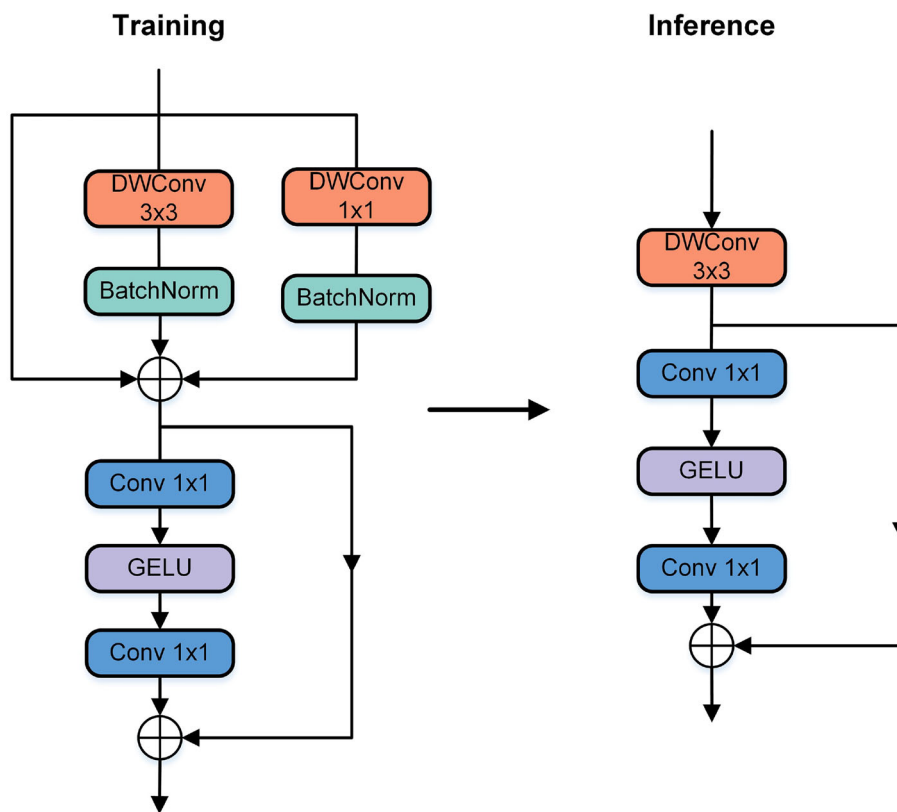 Training
Inference
DWConv
3x3
DWConv
1x1
BatchNorm
BatchNorm
Conv 1x1
GELU
Conv 1x1
DWConv
3x3
Conv 1x1
GELU
Conv 1x1